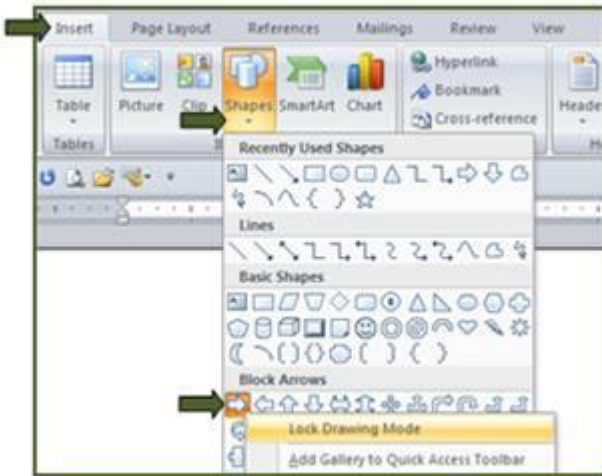 Insert Page Layout References Mailings Review View
Hyperlink
Bookmark
Table Picture Clip Shapes SmartArt Chart Cross-reference Heade
Tables
Recently Used Shapes
Lines
Basic Shapes
Block Arrows
Lock Drawing Mode
Add Gallery to Quick Access Toolbar